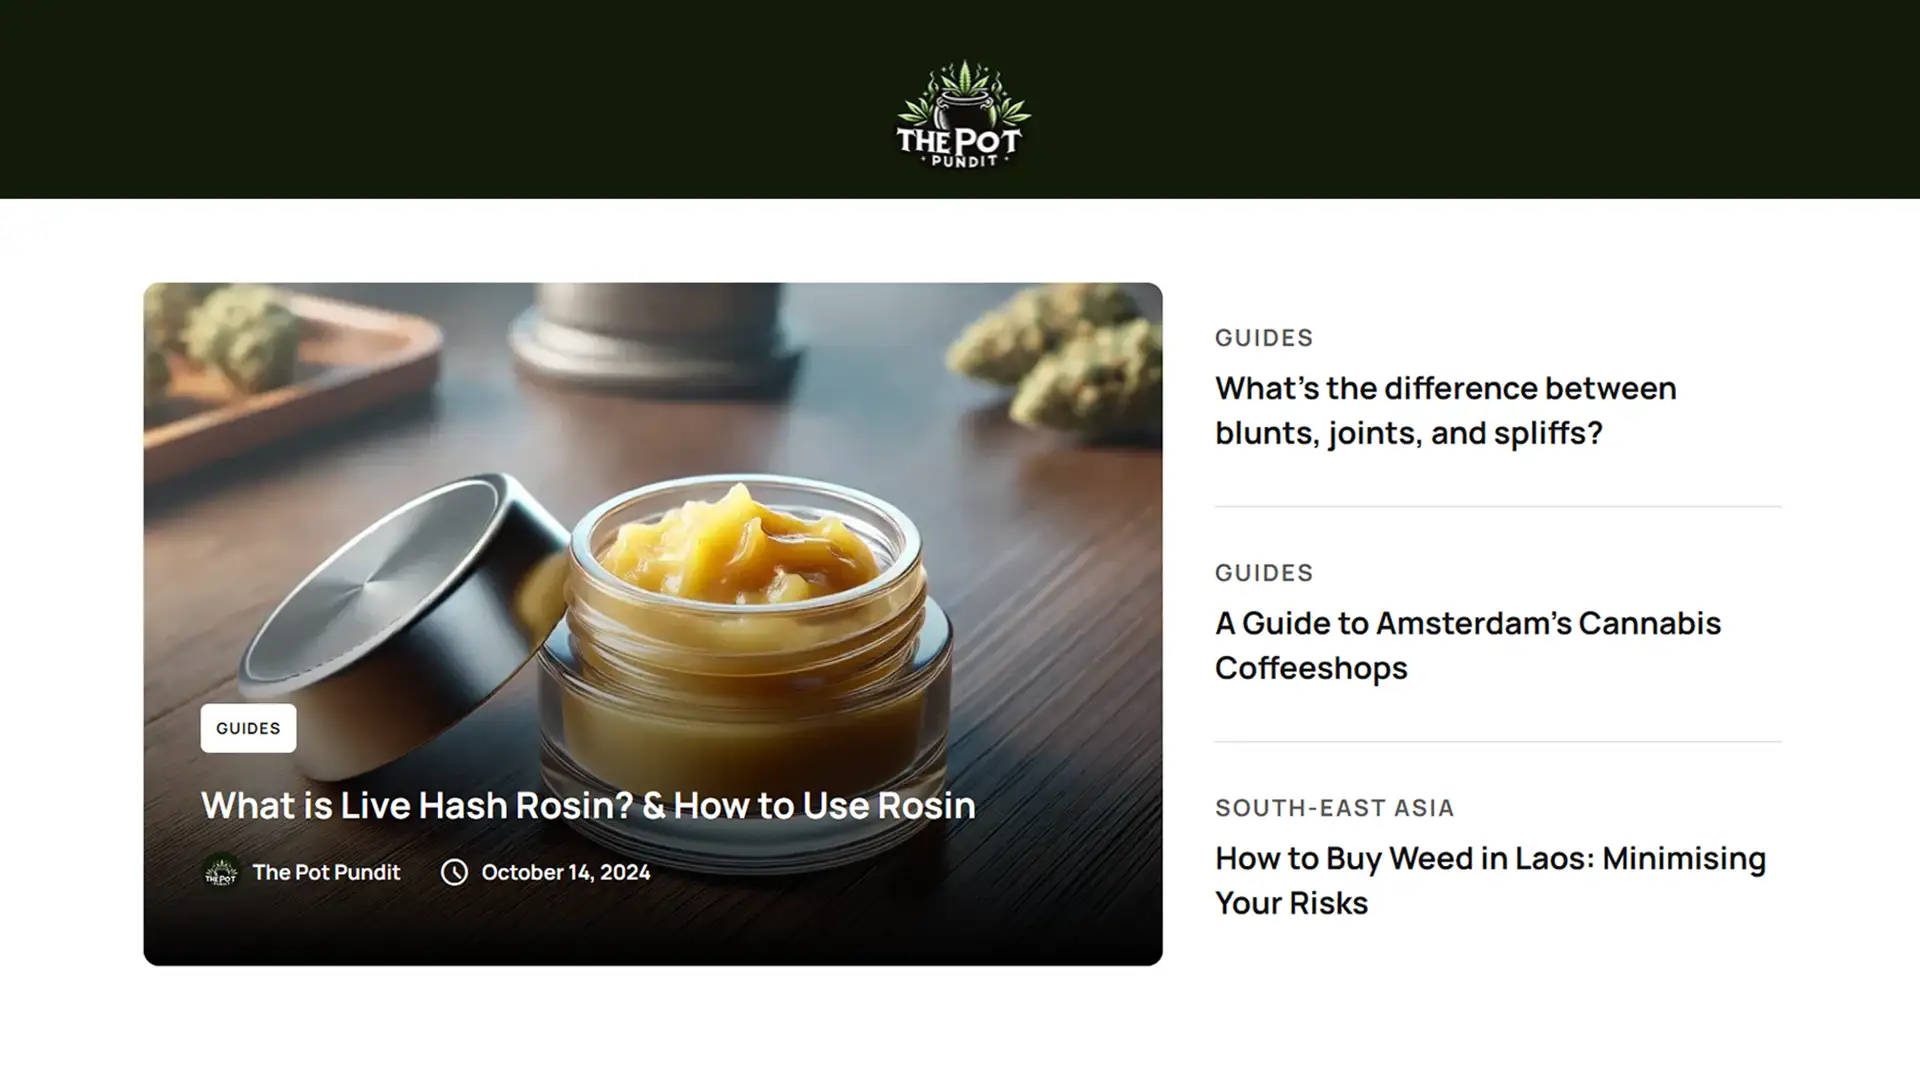 THE POT
PUNDIT
GUIDES
What is Live Hash Rosin? & How to Use Rosin
THE POT
The Pot Pundit
October 14, 2024
GUIDES
What’s the difference between
blunts, joints, and spliffs?
GUIDES
A Guide to Amsterdam’s Cannabis
Coffeeshops
SOUTH-EAST ASIA
How to Buy Weed in Laos: Minimising
Your Risks